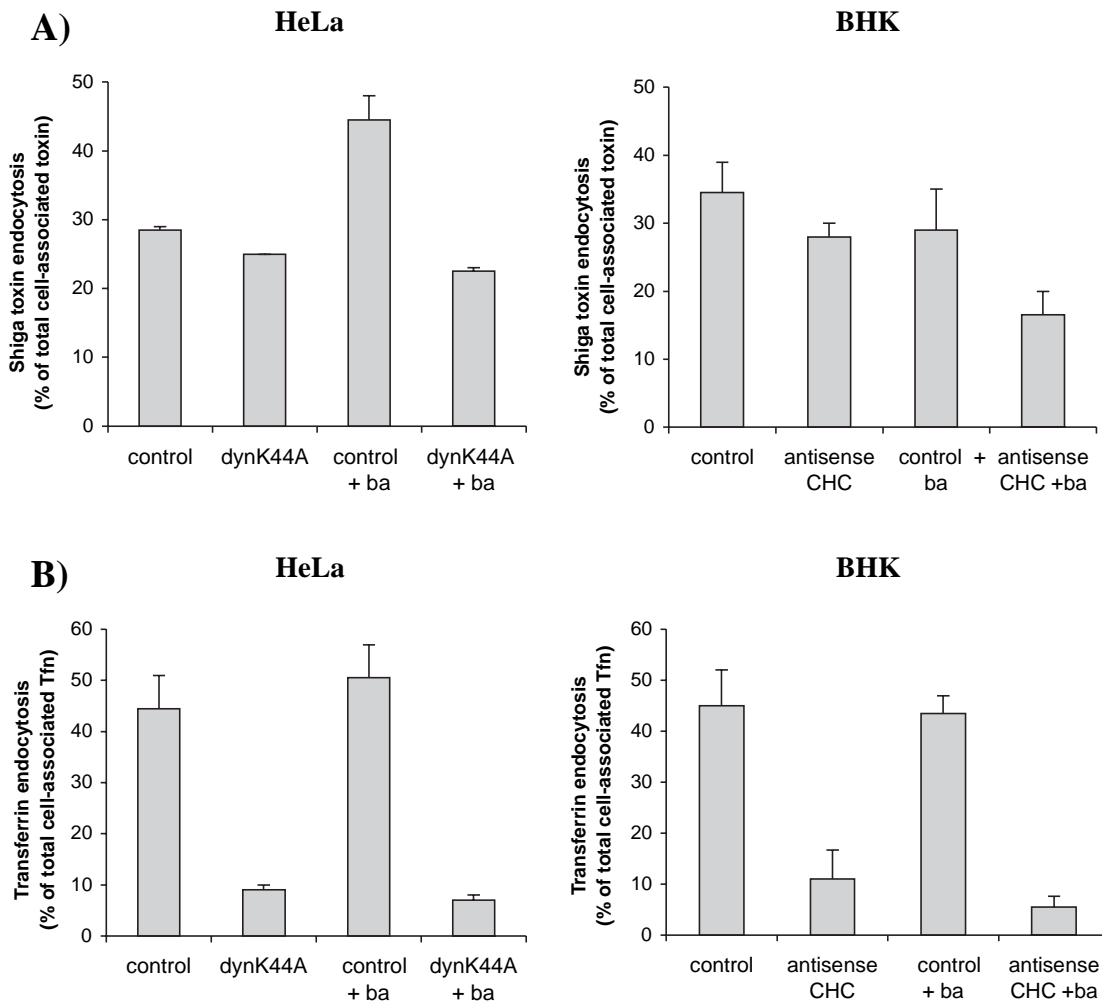 A)
HeLa
Shiga toxin endocytosis
(% of total cell-associated toxin)
50
40
30
20
10
0
control
dynK44A
control
+ ba
dynK44A
+ ba
BHK
Shiga toxin endocytosis
(% of total cell-associated toxin)
50
40
30
20
10
0
control
antisense
CHC
control +
ba
antisense
CHC +ba
B)
HeLa
Transferrin endocytosis
(% of total cell-associated Tfn)
60
50
40
30
20
10
0
control
dynK44A
control
+ ba
dynK44A
+ ba
BHK
Transferrin endocytosis
(% of total cell-associated Tfn)
60
50
40
30
20
10
0
control
antisense
CHC
control
+ ba
antisense
CHC +ba